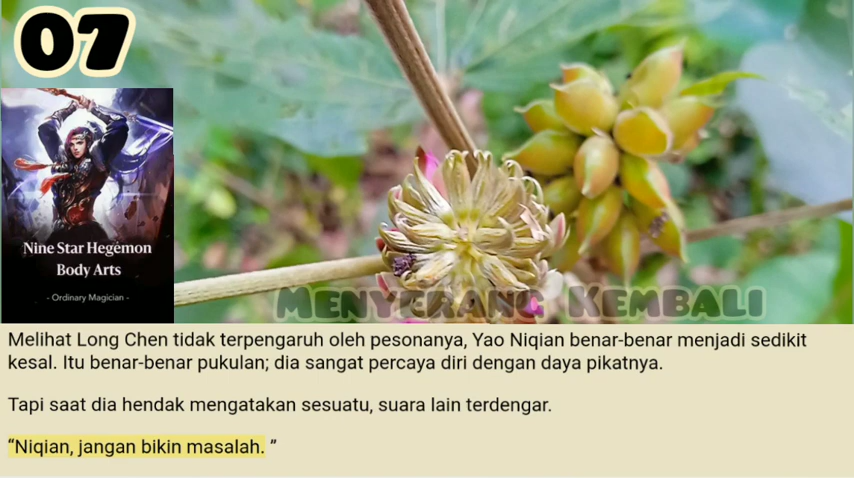 07
Nine Star Hegemon
Body Arts
- Ordinary Magician -
MENYERANG KEMBALI
Melihat Long Chen tidak terpengaruh oleh pesonanya, Yao Niqian benar-benar menjadi sedikit
kesal. Itu benar-benar pukulan; dia sangat percaya diri dengan daya pikatnya.
Tapi saat dia hendak mengatakan sesuatu, suara lain terdengar.
“Niqian, jangan bikin masalah. ”